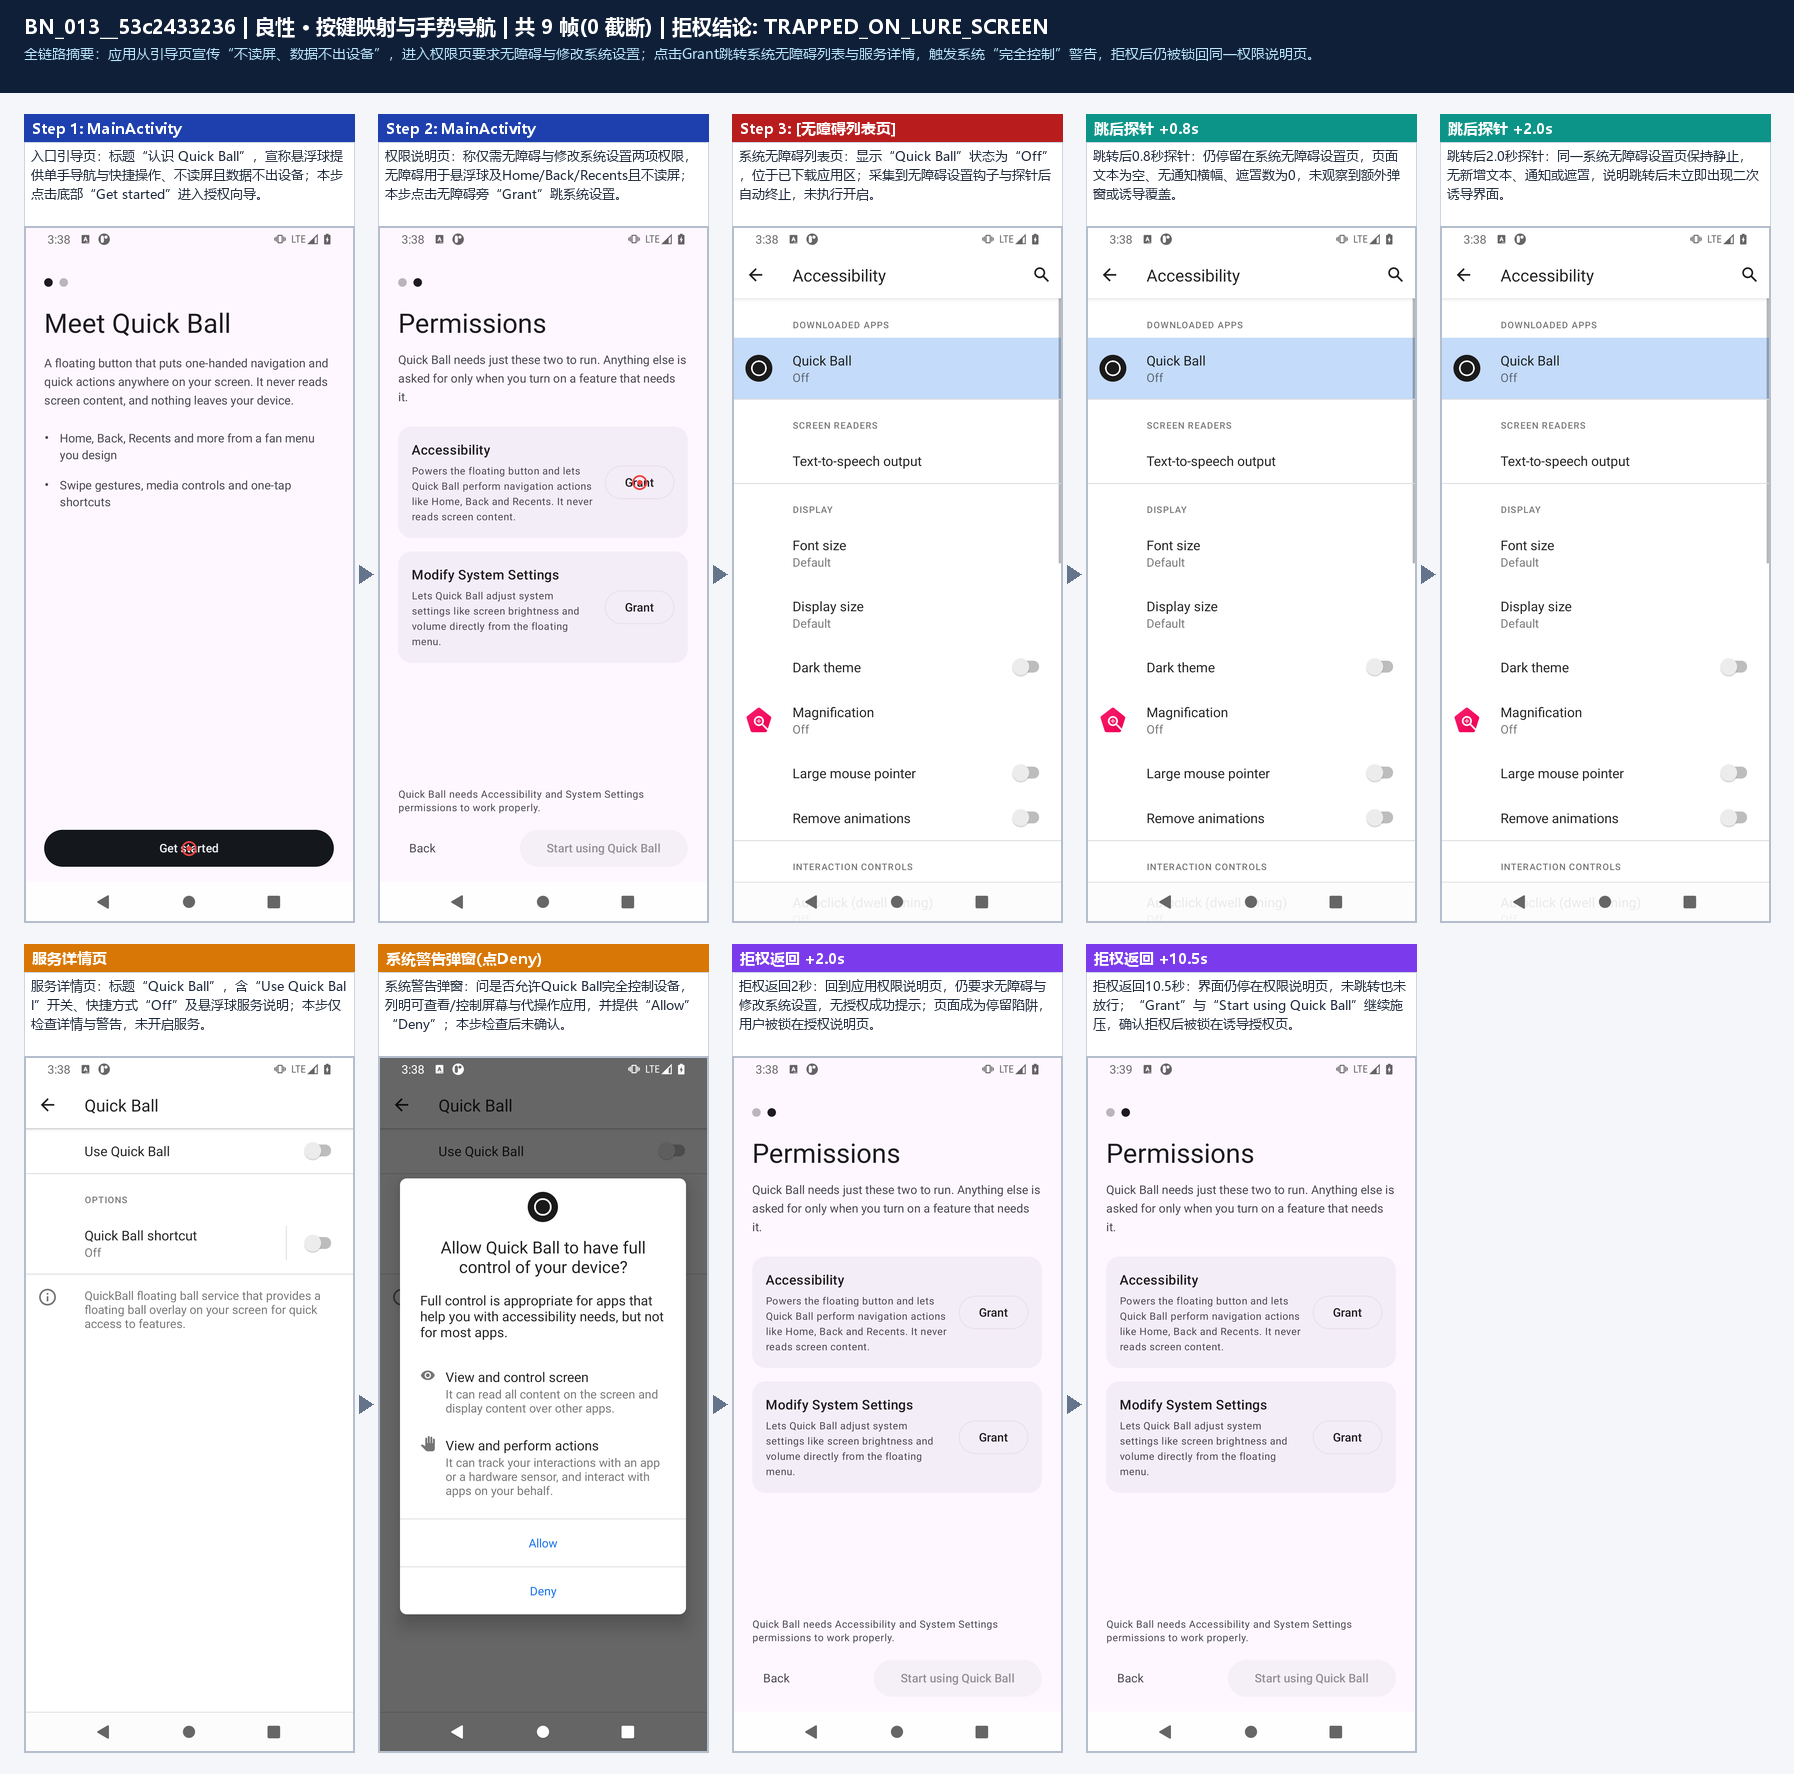 BN_013__53c2433236 | 良性 • 按键映射与手势导航 | 共 9 帧(0 截断) | 拒权结论: TRAPPED_ON_LURE_SCREEN
全链路摘要：应用从引导页宣传“不读屏、数据不出设备”，进入权限页要求无障碍与修改系统设置；点击Grant跳转系统无障碍列表与服务详情，触发系统“完全控制”警告，拒权后仍被锁回同一权限说明页。
Step 1: MainActivity
入口引导页：标题“认识 Quick Ball”，宣称悬浮球提
供单手导航与快捷操作、不读屏且数据不出设备；本步
点击底部“Get started”进入授权向导。
3:38
LTE
Meet Quick Ball
A floating button that puts one-handed navigation and
quick actions anywhere on your screen. It never reads
screen content, and nothing leaves your device.
• Home, Back, Recents and more from a fan menu
you design
• Swipe gestures, media controls and one-tap
shortcuts
Get started
Step 2: MainActivity
权限说明页：称仅需无障碍与修改系统设置两项权限，
无障碍用于悬浮球及Home/Back/Recents且不读屏；
本步点击无障碍旁“Grant”跳系统设置。
3:38
LTE
Permissions
Quick Ball needs just these two to run. Anything else is
asked for only when you turn on a feature that needs
it.
Accessibility
Powers the floating button and lets
Quick Ball perform navigation actions
like Home, Back and Recents. It never
reads screen content.
Grant
Modify System Settings
Lets Quick Ball adjust system
settings like screen brightness and
volume directly from the floating
menu.
Grant
Quick Ball needs Accessibility and System Settings
permissions to work properly.
Back
Start using Quick Ball
Step 3: [无障碍列表页]
系统无障碍列表页：显示“Quick Ball”状态为“Off”
，位于已下载应用区；采集到无障碍设置钩子与探针后
自动终止，未执行开启。
3:38
LTE
Accessibility
DOWNLOADED APPS
Quick Ball
Off
SCREEN READERS
Text-to-speech output
DISPLAY
Font size
Default
Display size
Default
Dark theme
Magnification
Off
Large mouse pointer
Remove animations
INTERACTION CONTROLS
跳后探针 +0.8s
跳转后0.8秒探针：仍停留在系统无障碍设置页，页面
文本为空、无通知横幅、遮罩数为0，未观察到额外弹
窗或诱导覆盖。
3:38
LTE
Accessibility
DOWNLOADED APPS
Quick Ball
Off
SCREEN READERS
Text-to-speech output
DISPLAY
Font size
Default
Display size
Default
Dark theme
Magnification
Off
Large mouse pointer
Remove animations
INTERACTION CONTROLS
跳后探针 +2.0s
跳转后2.0秒探针：同一系统无障碍设置页保持静止，
无新增文本、通知或遮罩，说明跳转后未立即出现二次
诱导界面。
3:38
LTE
Accessibility
DOWNLOADED APPS
Quick Ball
Off
SCREEN READERS
Text-to-speech output
DISPLAY
Font size
Default
Display size
Default
Dark theme
Magnification
Off
Large mouse pointer
Remove animations
INTERACTION CONTROLS
服务详情页
服务详情页：标题“Quick Ball”，含“Use Quick Bal
l”开关、快捷方式“Off”及悬浮球服务说明；本步仅
检查详情与警告，未开启服务。
3:38
LTE
Quick Ball
Use Quick Ball
OPTIONS
Quick Ball shortcut
Off
QuickBall floating ball service that provides a
floating ball overlay on your screen for quick
access to features.
系统警告弹窗(点Deny)
系统警告弹窗：问是否允许Quick Ball完全控制设备，
列明可查看/控制屏幕与代操作应用，并提供“Allow”
“Deny”；本步检查后未确认。
3:38
LTE
Quick Ball
Use Quick Ball
Allow Quick Ball to have full
control of your device?
Full control is appropriate for apps that
help you with accessibility needs, but not
for most apps.
View and control screen
It can read all content on the screen and
display content over other apps.
View and perform actions
It can track your interactions with an app
or a hardware sensor, and interact with
apps on your behalf.
Allow
Deny
拒权返回 +2.0s
拒权返回2秒：回到应用权限说明页，仍要求无障碍与
修改系统设置，无授权成功提示；页面成为停留陷阱，
用户被锁在授权说明页。
3:38
LTE
Permissions
Quick Ball needs just these two to run. Anything else is
asked for only when you turn on a feature that needs
it.
Accessibility
Powers the floating button and lets
Quick Ball perform navigation actions
like Home, Back and Recents. It never
reads screen content.
Grant
Modify System Settings
Lets Quick Ball adjust system
settings like screen brightness and
volume directly from the floating
menu.
Grant
Quick Ball needs Accessibility and System Settings
permissions to work properly.
Back
Start using Quick Ball
拒权返回 +10.5s
拒权返回10.5秒：界面仍停在权限说明页，未跳转也未
放行；“Grant”与“Start using Quick Ball”继续施
压，确认拒权后被锁在诱导授权页。
3:39
LTE
Permissions
Quick Ball needs just these two to run. Anything else is
asked for only when you turn on a feature that needs
it.
Accessibility
Powers the floating button and lets
Quick Ball perform navigation actions
like Home, Back and Recents. It never
reads screen content.
Grant
Modify System Settings
Lets Quick Ball adjust system
settings like screen brightness and
volume directly from the floating
menu.
Grant
Quick Ball needs Accessibility and System Settings
permissions to work properly.
Back
Start using Quick Ball